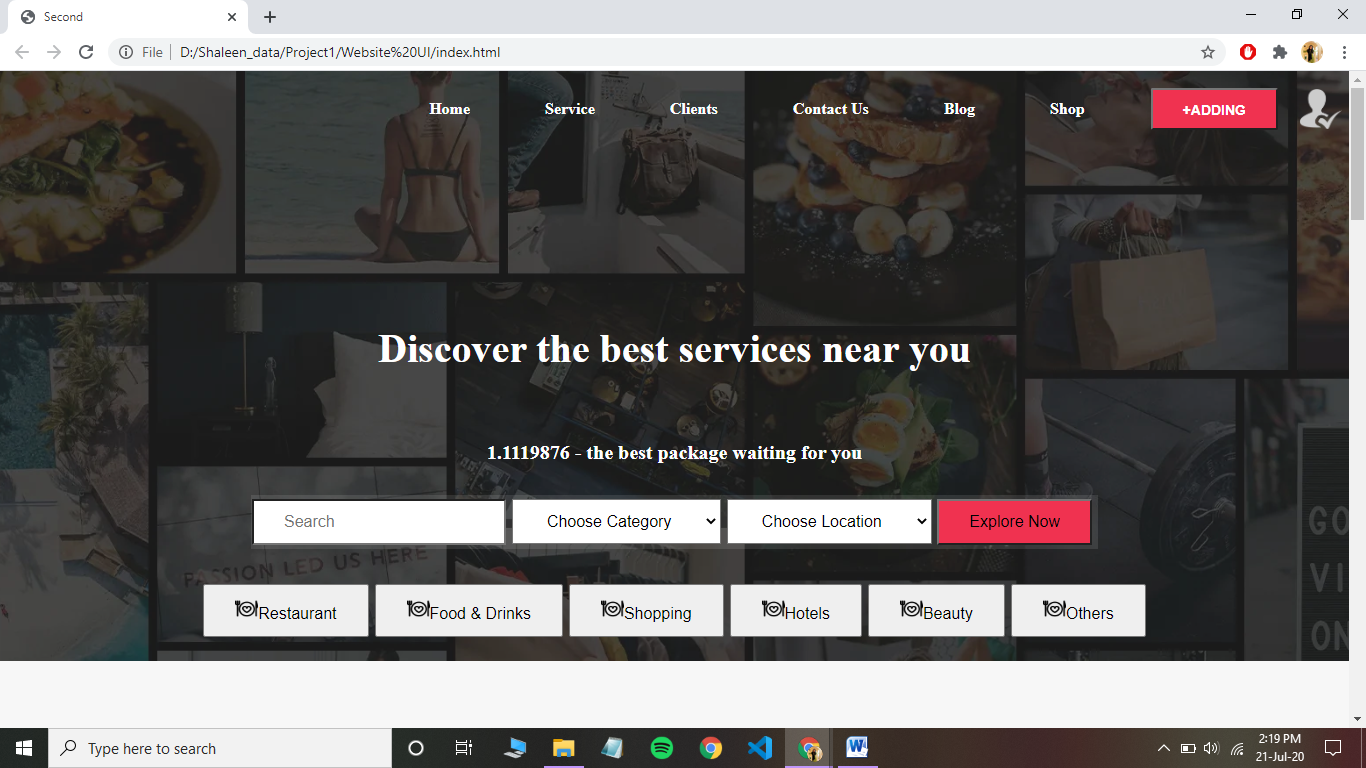 Second
File D:/Shaleen_data/Project1/Website%20UI/index.html
Home Service Clients Contact Us Blog Shop +ADDING
Discover the best services near you
1.1119876 - the best package waiting for you
Search Choose Category Choose Location Explore Now
GO
VI
PASSION LED US HERE
Restaurant Food & Drinks Shopping Hotels Beauty Others
ON
Type here to search
2:19 PM
21-Jul-20